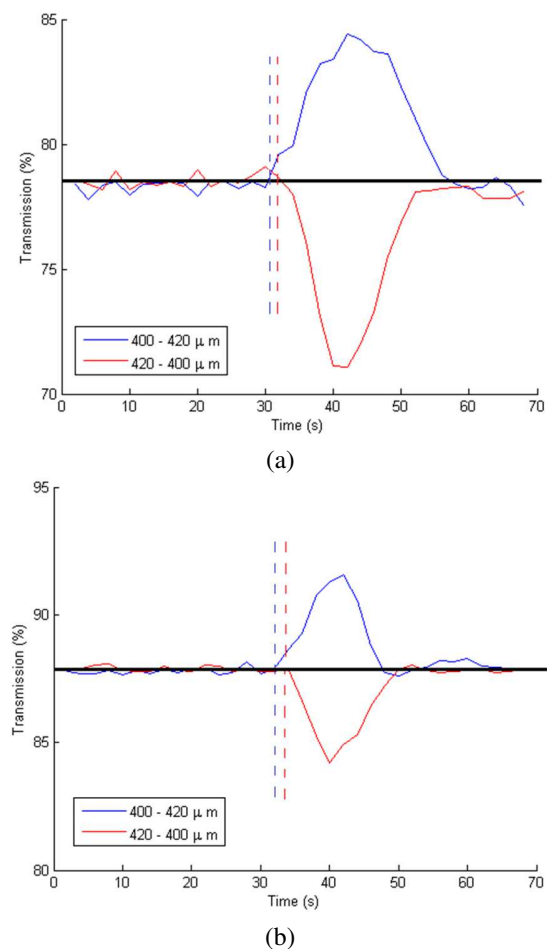 85
80
75
70
Transmission (%)
400 - 420 μ m
420 - 400 μ m
0 10 20 30 40 50 60 70
Time (s)
(a)
95
90
85
80
Transmission (%)
400 - 420 μ m
420 - 400 μ m
0 10 20 30 40 50 60 70
Time (s)
(b)